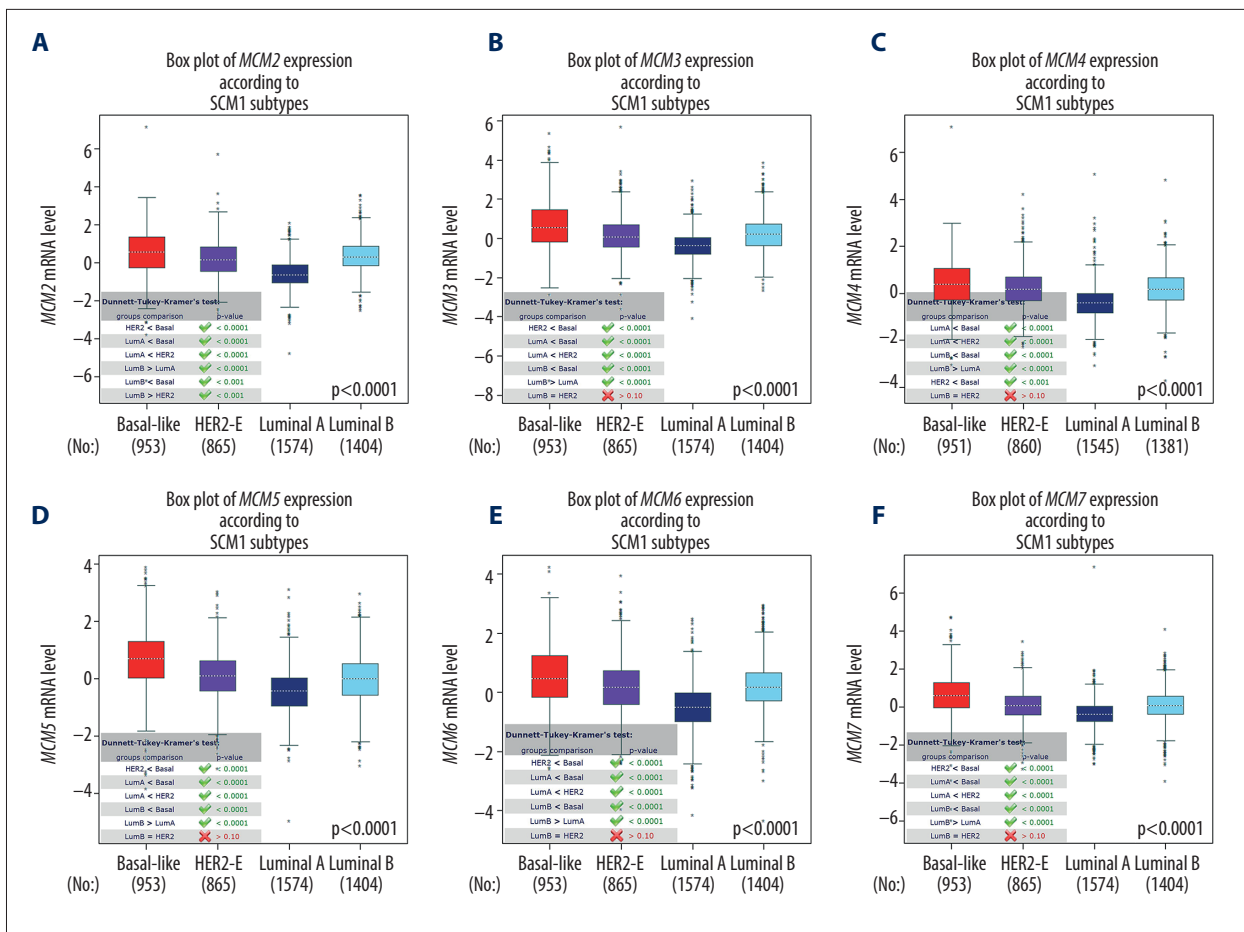 A
Box plot of MCM2 expression
according to
SCM1 subtypes
MCM2 mRNA level
6
4
2
0
−2
−4
−6
Dunnett-Tukey-Kramer's test:
groups comparison p-value
HER2 < Basal < 0.0001
LumA < Basal < 0.0001
LumA < HER2 < 0.0001
LumB > LumA < 0.0001
LumB < Basal < 0.001
LumB > HER2 < 0.001
p<0.0001
Basal-like HER2-E Luminal A Luminal B
(No: (953) (865) (1574) (1404)
B
Box plot of MCM3 expression
according to
SCM1 subtypes
MCM3 mRNA level
6
4
2
0
−2
−4
−6
−8
Dunnett-Tukey-Kramer's test:
groups comparison p-value
HER2 < Basal < 0.0001
LumA < Basal < 0.0001
LumA < HER2 < 0.0001
LumB < Basal < 0.0001
LumB > LumA < 0.0001
LumB = HER2 > 0.10
p<0.0001
Basal-like HER2-E Luminal A Luminal B
(No:) (953) (865) (1574) (1404)
C
Box plot of MCM4 expression
according to
SCM1 subtypes
MCM4 mRNA level
6
4
2
0
−2
−4
Dunnett-Tukey-Kramer's test:
groups comparison p-value
LumA < Basal < 0.0001
LumA < HER2 < 0.0001
LumB < Basal < 0.0001
LumB > LumA < 0.0001
HER2 < Basal < 0.001
LumB = HER2 > 0.10
p<0.0001
Basal-like HER2-E Luminal A Luminal B
(No:) (951) (860) (1545) (1381)
D
Box plot of MCM5 expression
according to
SCM1 subtypes
MCM5 mRNA level
4
2
0
−2
−4
Dunnett-Tukey-Kramer's test:
groups comparison p-value
HER2 < Basal < 0.0001
LumA < Basal < 0.0001
LumA < HER2 < 0.0001
LumB < Basal < 0.0001
LumB > LumA < 0.0001
LumB = HER2 > 0.10
p<0.0001
Basal-like HER2-E Luminal A Luminal B
(No:) (953) (865) (1574) (1404)
E
Box plot of MCM6 expression
according to
SCM1 subtypes
MCM6 mRNA level
4
2
0
−2
−4
Dunnett-Tukey-Kramer's test:
groups comparison p-value
HER2 < Basal < 0.0001
LumA < Basal < 0.0001
LumA < HER2 < 0.0001
LumB < Basal < 0.0001
LumB > LumA < 0.0001
LumB = HER2 > 0.10
p<0.0001
Basal-like HER2-E Luminal A Luminal B
(No:) (953) (865) (1574) (1404)
F
Box plot of MCM7 expression
according to
SCM1 subtypes
MCM7 mRNA level
6
4
2
0
−2
−4
−6
Dunnett-Tukey-Kramer's test:
groups comparison p-value
HER2 < Basal < 0.0001
LumA < Basal < 0.0001
LumA < HER2 < 0.0001
LumB < Basal < 0.0001
LumB > LumA < 0.0001
LumB = HER2 > 0.10
p<0.0001
Basal-like HER2-E Luminal A Luminal B
(No:) (953) (865) (1574) (1404)